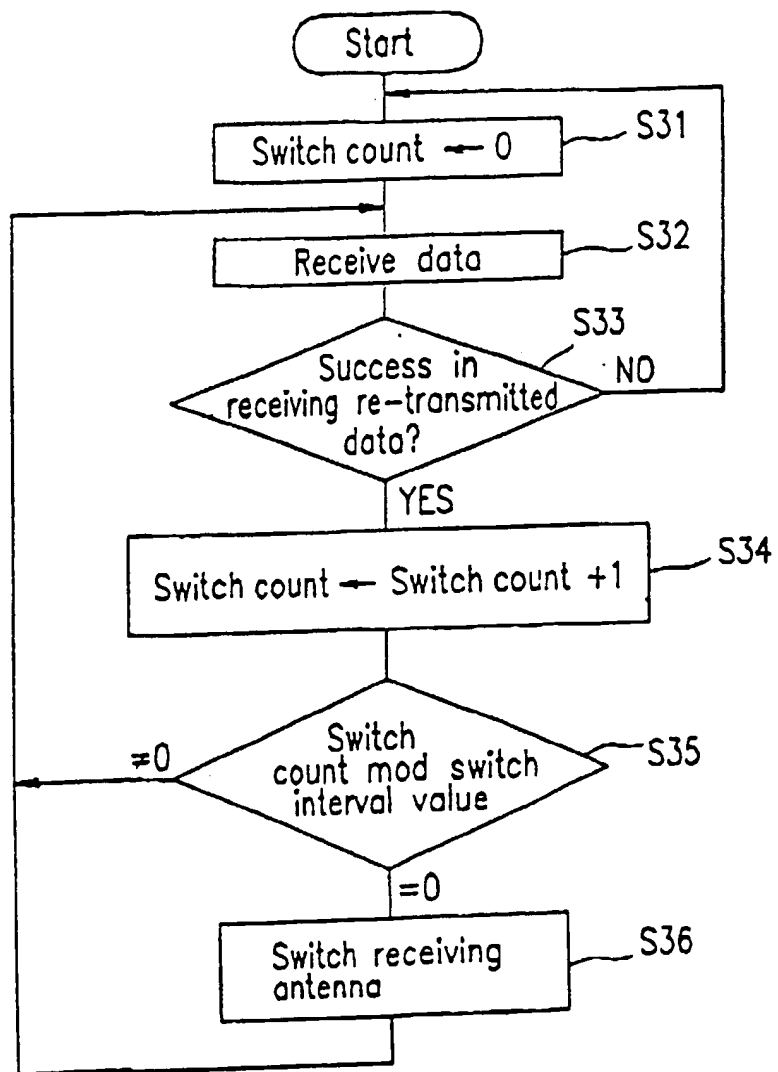 Start
Switch count ← 0
S31
Receive data
S32
S33
Success in
receiving re-transmitted
data?
NO
YES
Switch count ← Switch count +1
S34
Switch
count mod switch
interval value
≠0
S35
=0
Switch receiving
antenna
S36